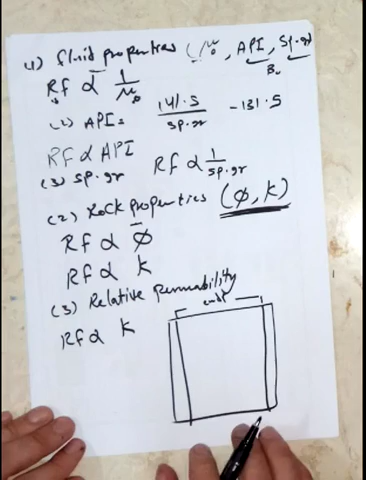 (1) fluid properties (μo, API, Sp.gr
Bo
Rf α 1/μo
(2) API = 141.5/sp.gr - 131.5
RF α API
(3) sp.gr RF α 1/sp.gr
(2) Rock properties (φ, K)
Rf α φ
Rf α K
(3) Relative permability
Rf α K